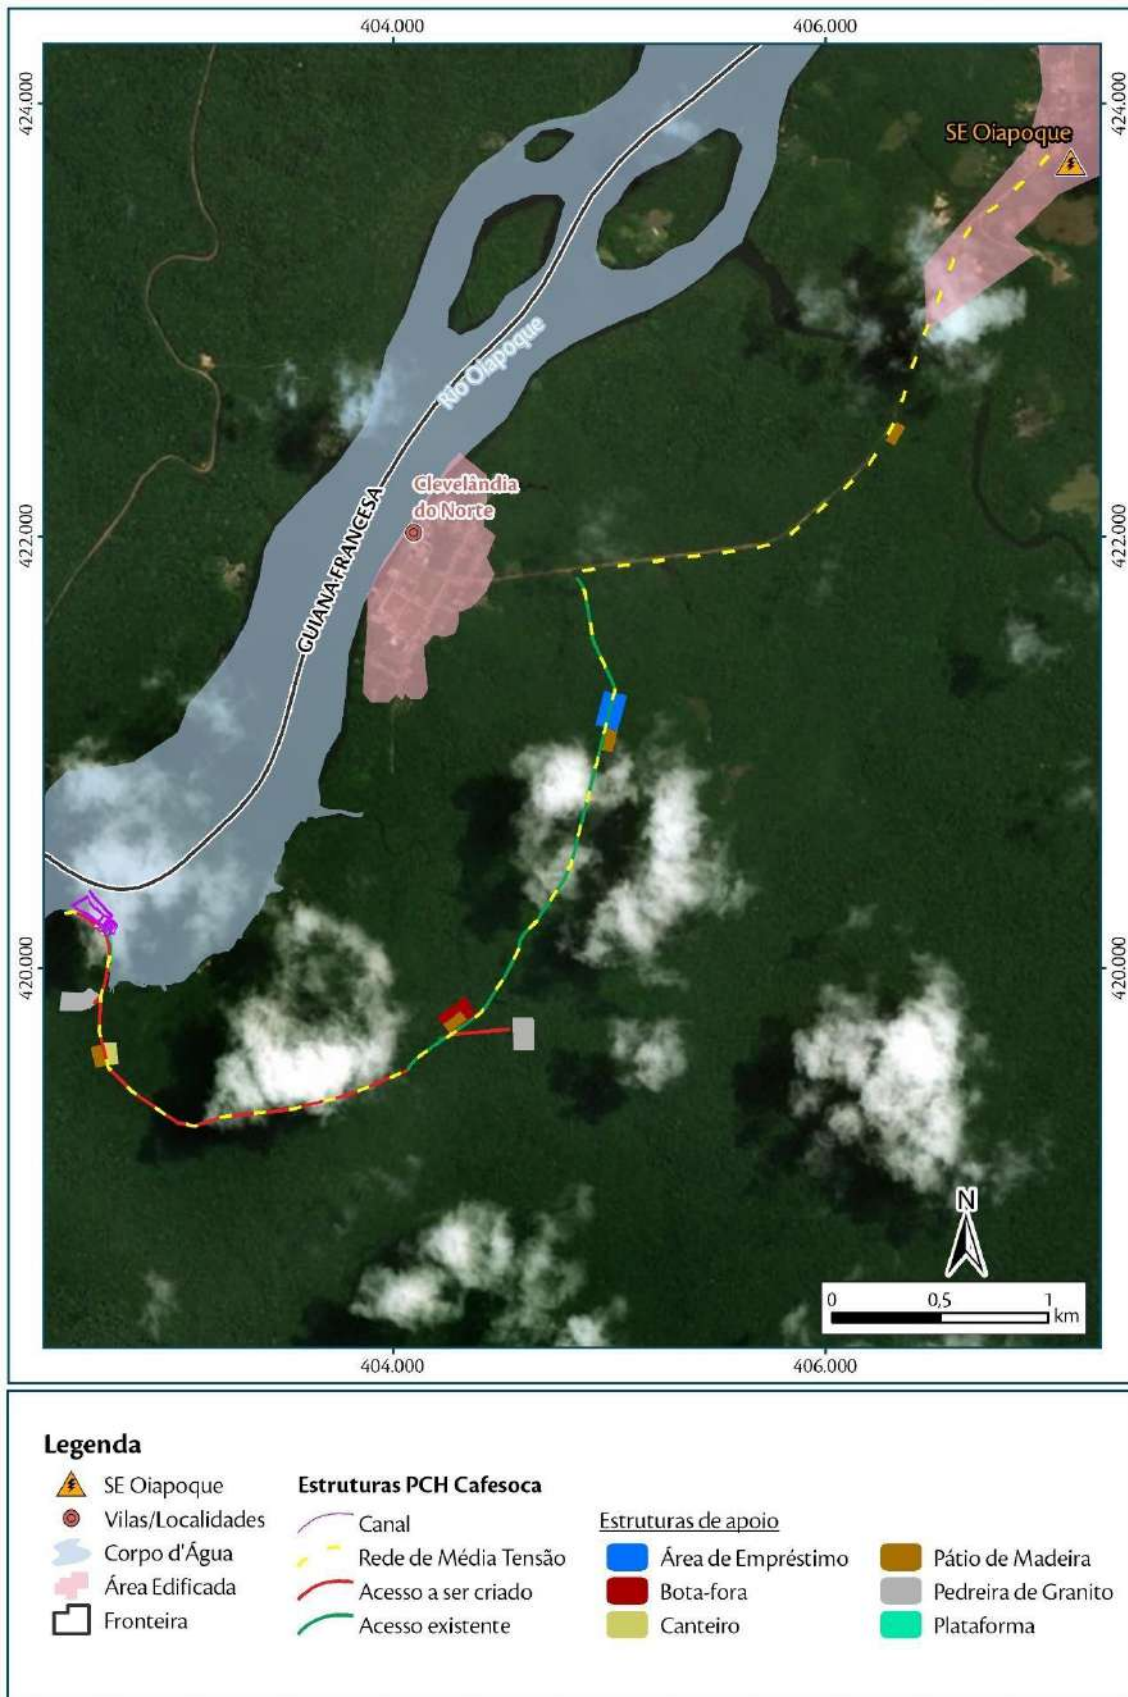 404.000
406.000
424.000
424.000
SE Oiapoque
Rio Oiapoque
Clevelândia
do Norte
422.000
422.000
GUIANA FRANCESA
420.000
420.000
N
0
0,5
1
km
404.000
406.000
Legenda
SE Oiapoque
Vilas/Localidades
Corpo d'Água
Área Edificada
Fronteira
Estruturas PCH Cafesoca
Canal
Rede de Média Tensão
Acesso a ser criado
Acesso existente
Estruturas de apoio
Área de Empréstimo
Bota-fora
Canteiro
Pátio de Madeira
Pedreira de Granito
Plataforma